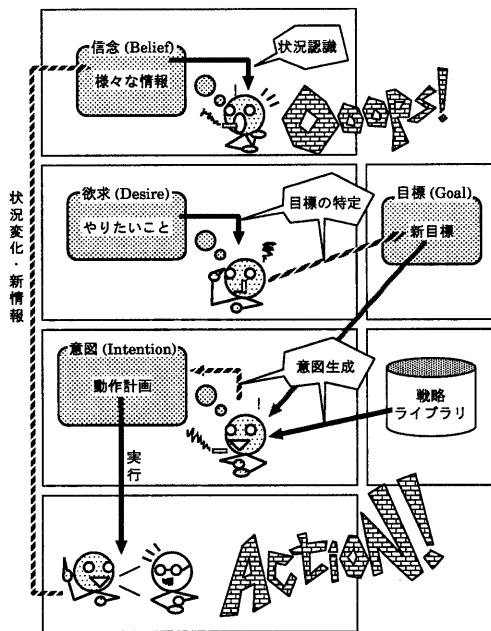 信念 (Belief)
様々な情報
状況認識
Ooops!
欲求 (Desire)
やりたいこと
目標の特定
目標 (Goal)
新目標
状況変化・新情報
意図 (Intention)
動作計画
意図生成
戦略
ライブラリ
実行
ActioN!!